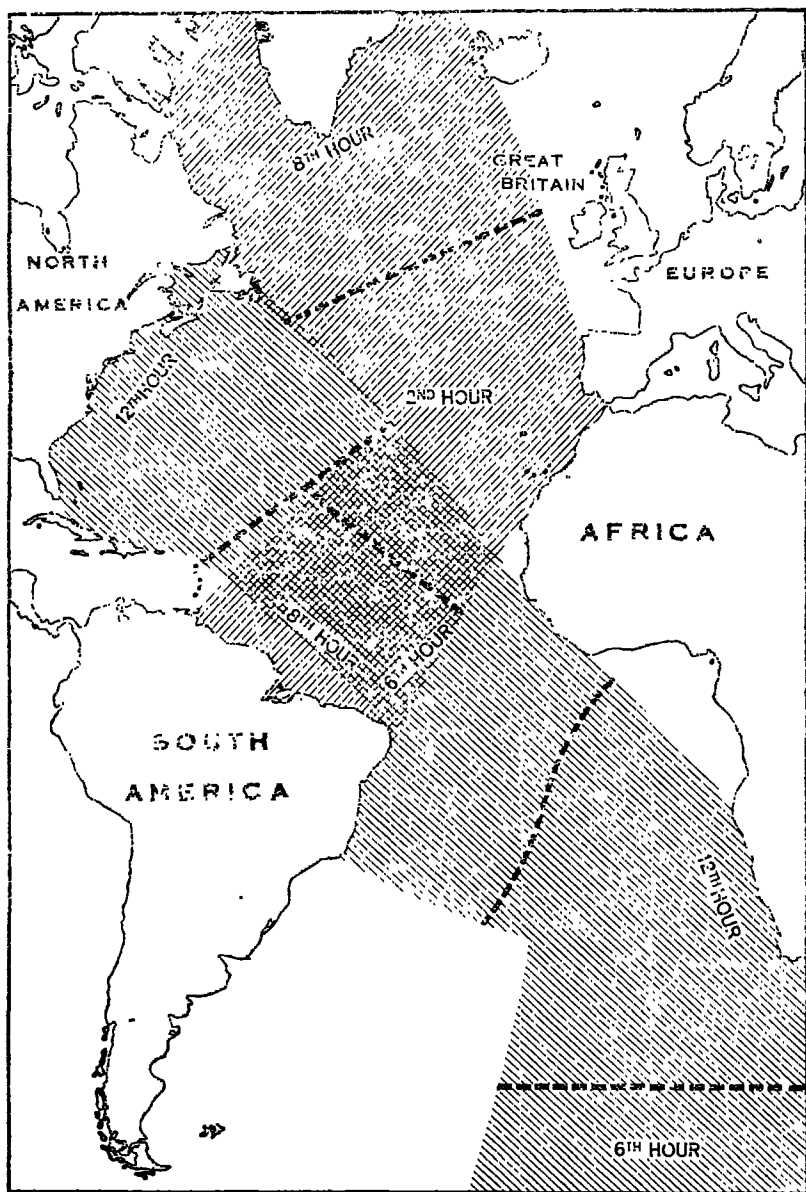 8TH HOUR
GREAT
BRITAIN
NORTH
AMERICA
EUROPE
12TH HOUR
2ND HOUR
AFRICA
8TH HOUR
6TH HOUR
SOUTH
AMERICA
12TH HOUR
6TH HOUR